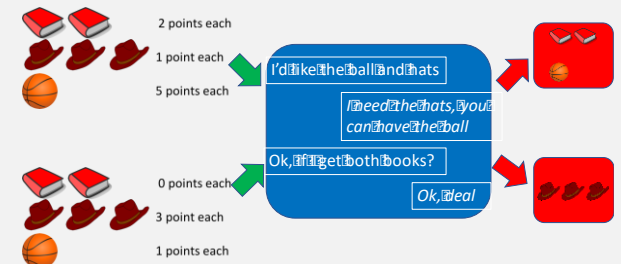 2 points each
1 point each
5 points each
I'd like the ball and hats
I need the hats, you
can have the ball
Ok, if I get both books?
Ok, deal
0 points each
3 point each
1 points each